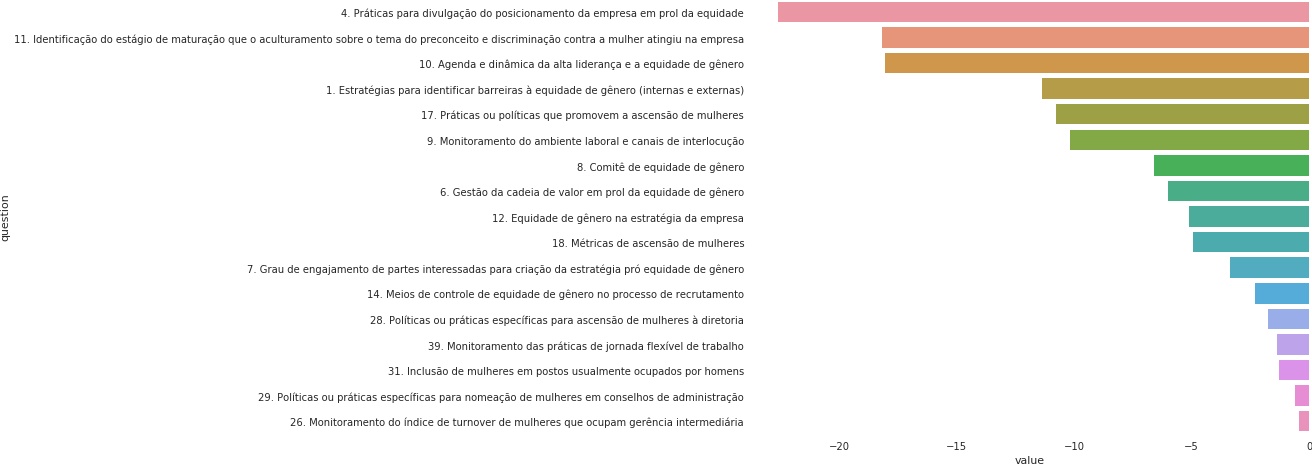 4. Práticas para divulgação do posicionamento da empresa em prol da equidade
11. Identificação do estágio de maturação que o aculturamento sobre o tema do preconceito e discriminação contra a mulher atingiu na empresa
10. Agenda e dinâmica da alta liderança e a equidade de gênero
1. Estratégias para identificar barreiras à equidade de gênero (internas e externas)
17. Práticas ou políticas que promovem a ascensão de mulheres
9. Monitoramento do ambiente laboral e canais de interlocução
8. Comitê de equidade de gênero
6. Gestão da cadeia de valor em prol da equidade de gênero
12. Equidade de gênero na estratégia da empresa
18. Métricas de ascensão de mulheres
7. Grau de engajamento de partes interessadas para criação da estratégia pró equidade de gênero
14. Meios de controle de equidade de gênero no processo de recrutamento
28. Políticas ou práticas específicas para ascensão de mulheres à diretoria
39. Monitoramento das práticas de jornada flexível de trabalho
31. Inclusão de mulheres em postos usualmente ocupados por homens
29. Políticas ou práticas específicas para nomeação de mulheres em conselhos de administração
26. Monitoramento do índice de turnover de mulheres que ocupam gerência intermediária
question
−20 −15 −10 −5 0
value